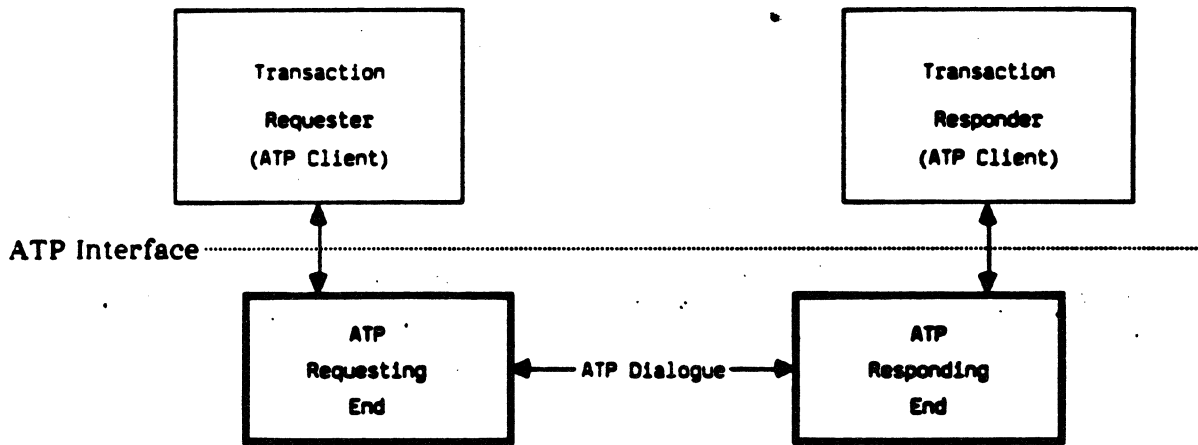 Transaction
Requester
(ATP Client)
Transaction
Responder
(ATP Client)
ATP Interface
ATP
Requesting
End
ATP Dialogue
ATP
Responding
End